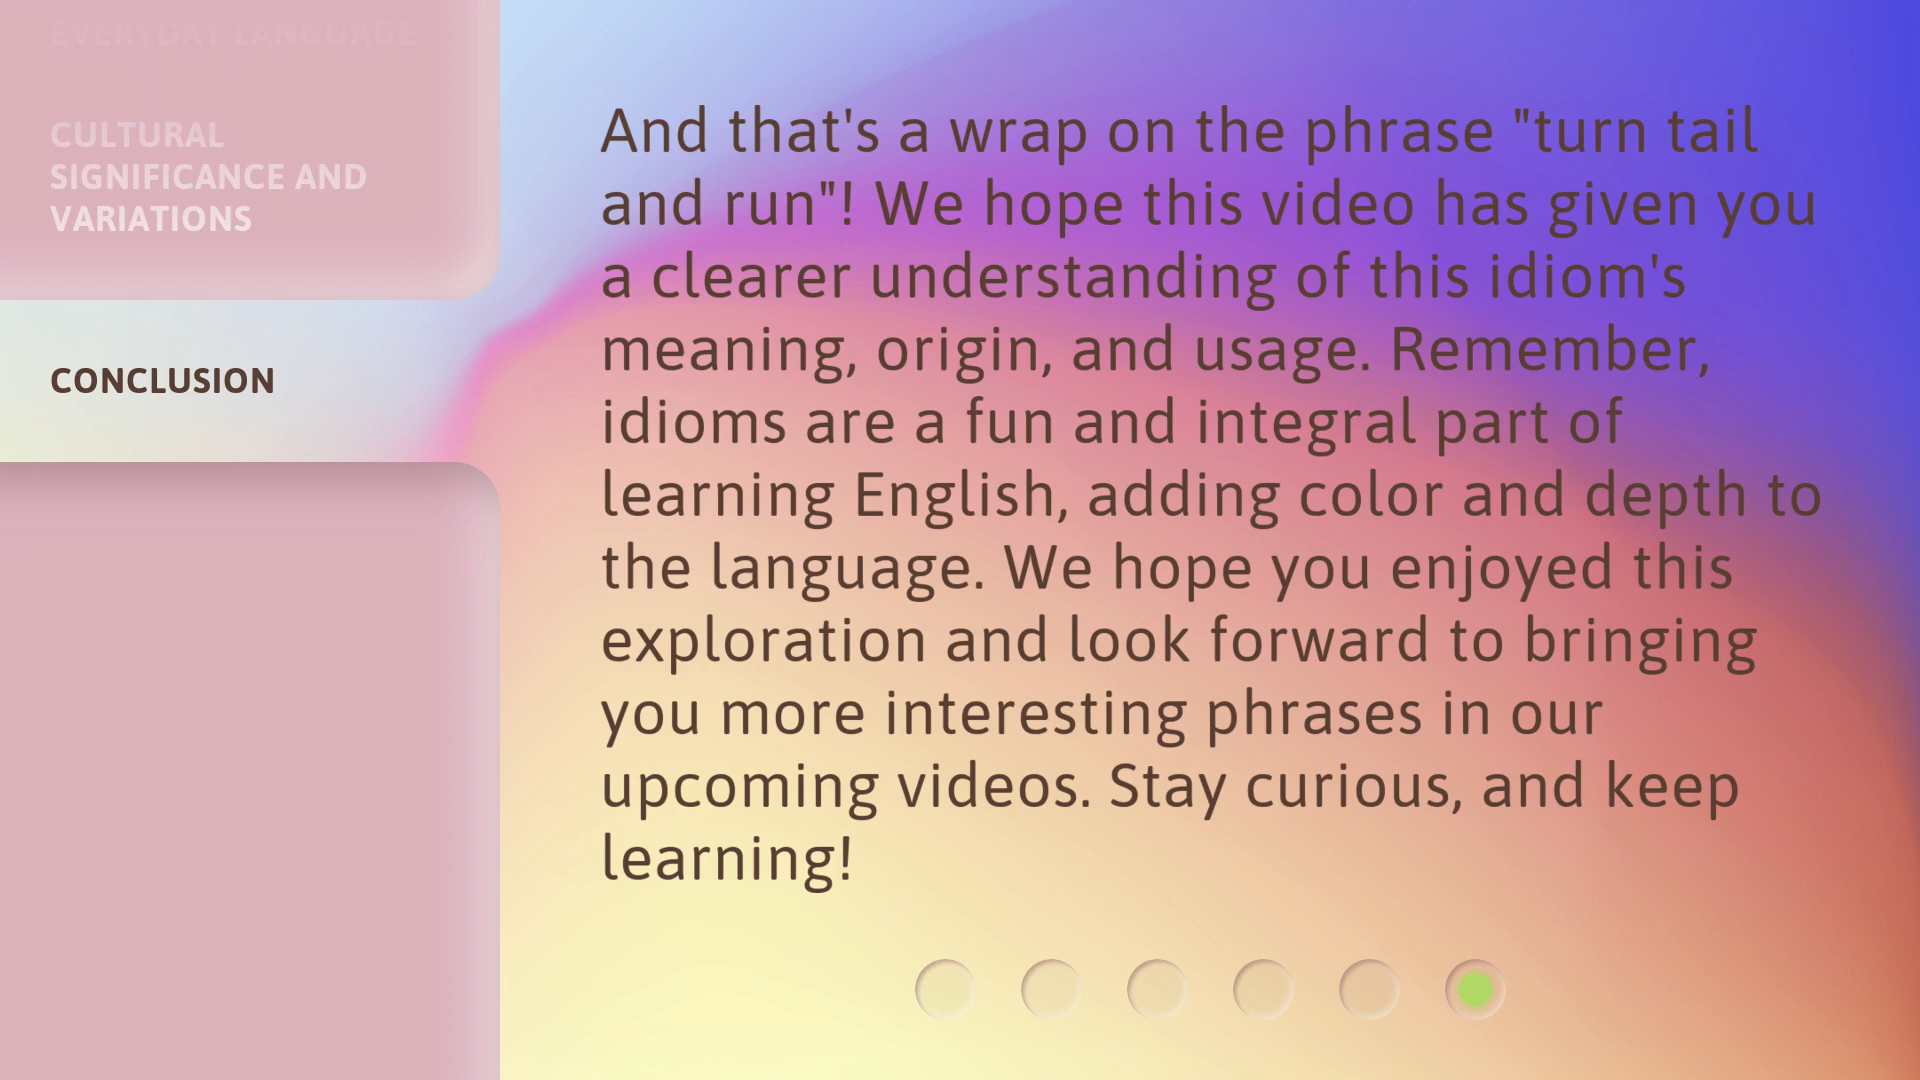 EVERYDAY LANGUAGE
CULTURAL
SIGNIFICANCE AND
VARIATIONS
CONCLUSION
And that's a wrap on the phrase "turn tail
and run"! We hope this video has given you
a clearer understanding of this idiom's
meaning, origin, and usage. Remember,
idioms are a fun and integral part of
learning English, adding color and depth to
the language. We hope you enjoyed this
exploration and look forward to bringing
you more interesting phrases in our
upcoming videos. Stay curious, and keep
learning!